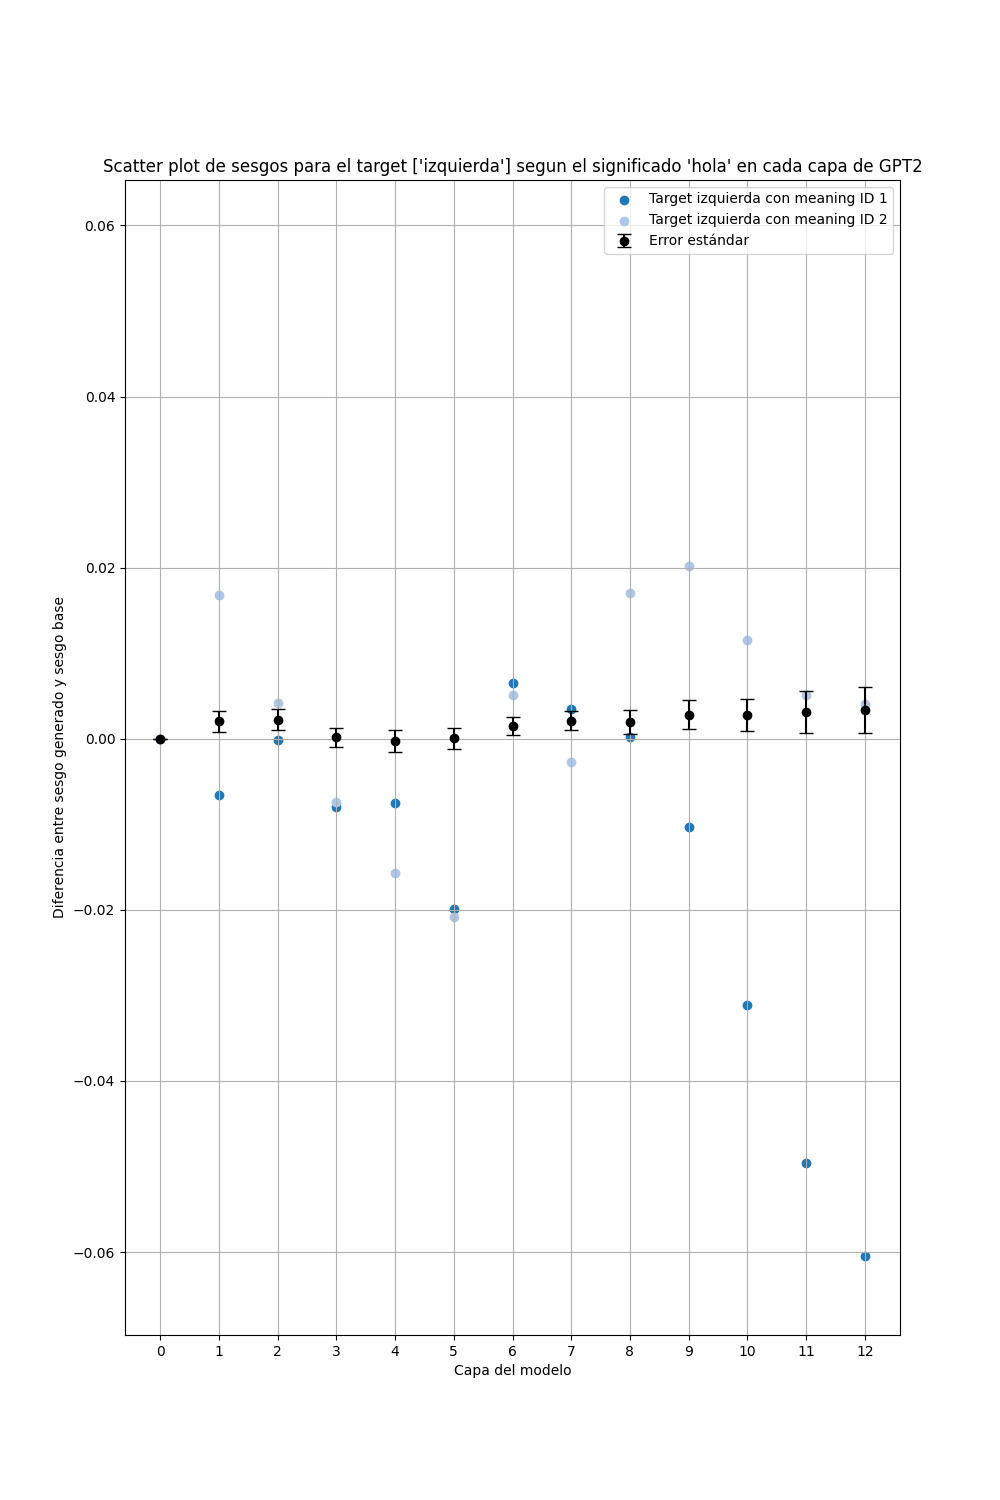 Scatter plot de sesgos para el target ['izquierda'] segun el significado 'hola' en cada capa de GPT2
Target izquierda con meaning ID 1
Target izquierda con meaning ID 2
Error estándar
0.06
0.04
0.02
0.00
−0.02
−0.04
−0.06
Diferencia entre sesgo generado y sesgo base
0 1 2 3 4 5 6 7 8 9 10 11 12
Capa del modelo